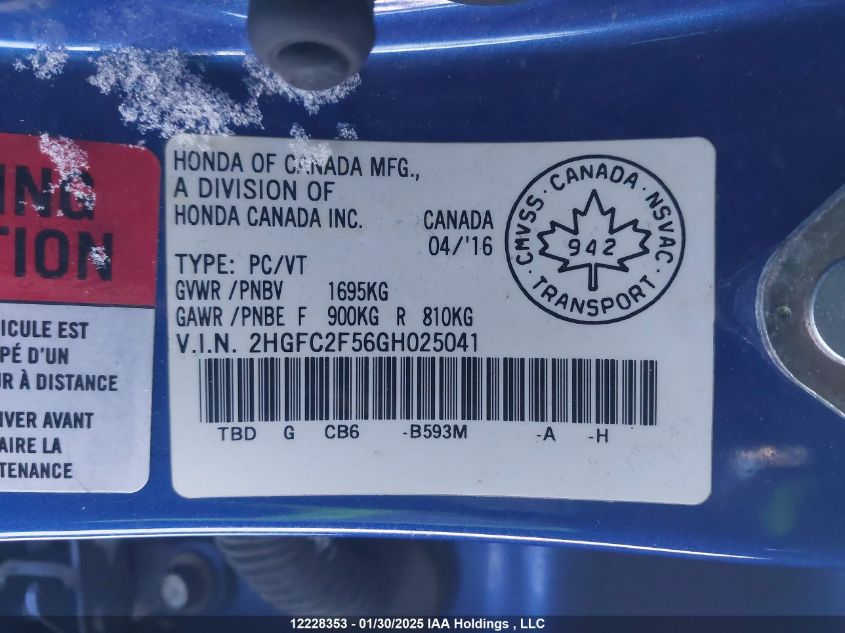 ING
TION
ICULE EST
PÉ D'UN
UR À DISTANCE
IVER AVANT
AIRE LA
TENANCE
HONDA OF CANADA MFG.,
A DIVISION OF
HONDA CANADA INC. CANADA
04/'16
TYPE: PC/VT
GVWR /PNBV 1695KG
GAWR /PNBE F 900KG R 810KG
V.I.N. 2HGFC2F56GH025041
TBD G CB6 -B593M -A -H
CMVSS · CANADA · NSVAC
942
TRANSPORT
12228353 - 01/30/2025 IAA Holdings , LLC